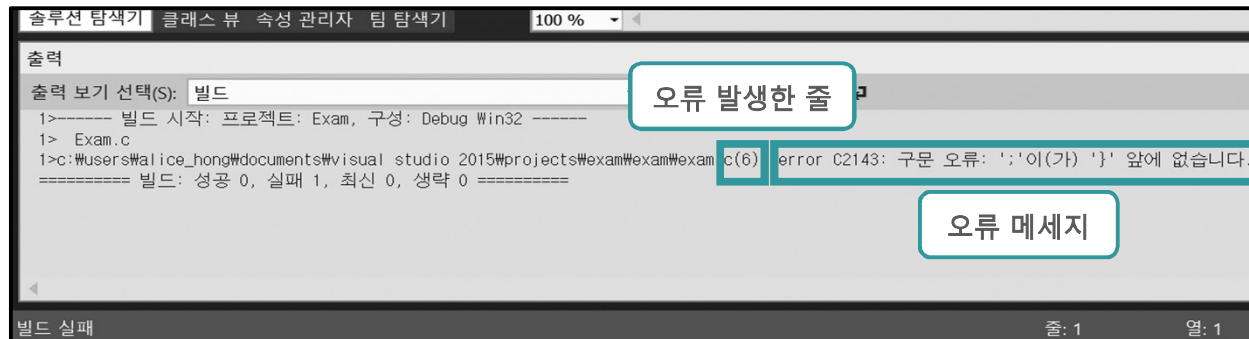 솔루션 탐색기 클래스 뷰 속성 관리자 팀 탐색기 100 %
출력
출력 보기 선택(S): 빌드
오류 발생한 줄
1>------ 빌드 시작: 프로젝트: Exam, 구성: Debug Win32 ------
1> Exam.c
1>c:₩users₩alice_hong₩documents₩visual studio 2015₩projects₩exam₩exam₩exam.c(6) error C2143: 구문 오류: ';'이(가) '}' 앞에 없습니다.
========== 빌드: 성공 0, 실패 1, 최신 0, 생략 0 ==========
오류 메세지
빌드 실패 줄: 1 열: 1